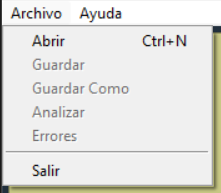 Archivo Ayuda
Abrir Ctrl+N
Guardar
Guardar Como
Analizar
Errores
Salir